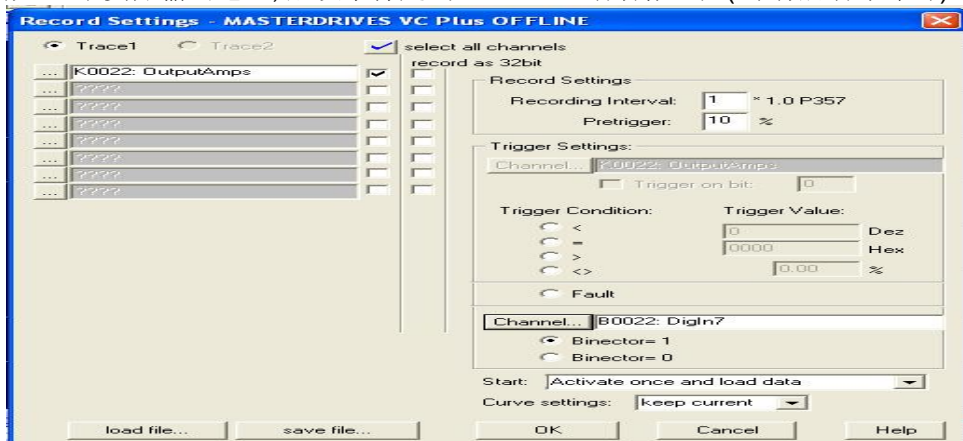 Record Settings - MASTERDRIVES VC Plus OFFLINE
Trace1
Trace2
select all channels
record as 32bit
... K0022: OutputAmps
... ????
... ????
... ????
... ????
... ????
... ????
... ????
Record Settings
Recording Interval: 1 * 1.0 P357
Pretrigger: 10 %
Trigger Settings:
Channel... K0022: OutputAmps
Trigger on bit: 0
Trigger Condition: Trigger Value:
<
=
>
<>
0 Dez
0000 Hex
0.00 %
Fault
Channel... B0022: DigIn7
Binector= 1
Binector= 0
Start: Activate once and load data
Curve settings: keep current
load file... save file... OK Cancel Help